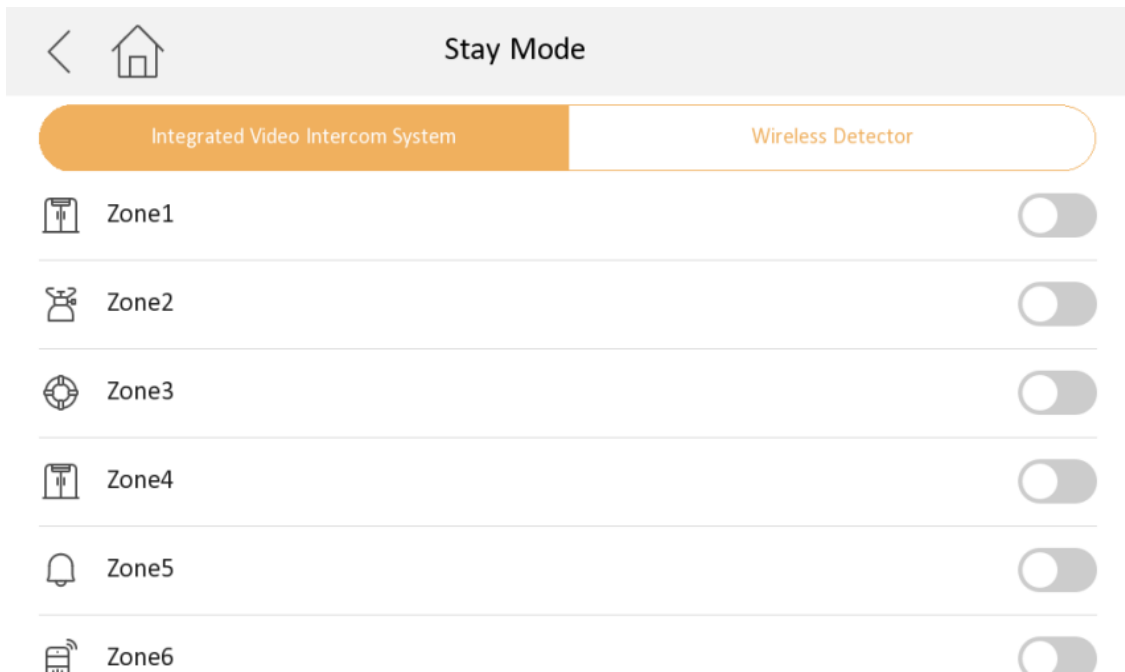 Stay Mode
Integrated Video Intercom System
Wireless Detector
Zone1
Zone2
Zone3
Zone4
Zone5
Zone6